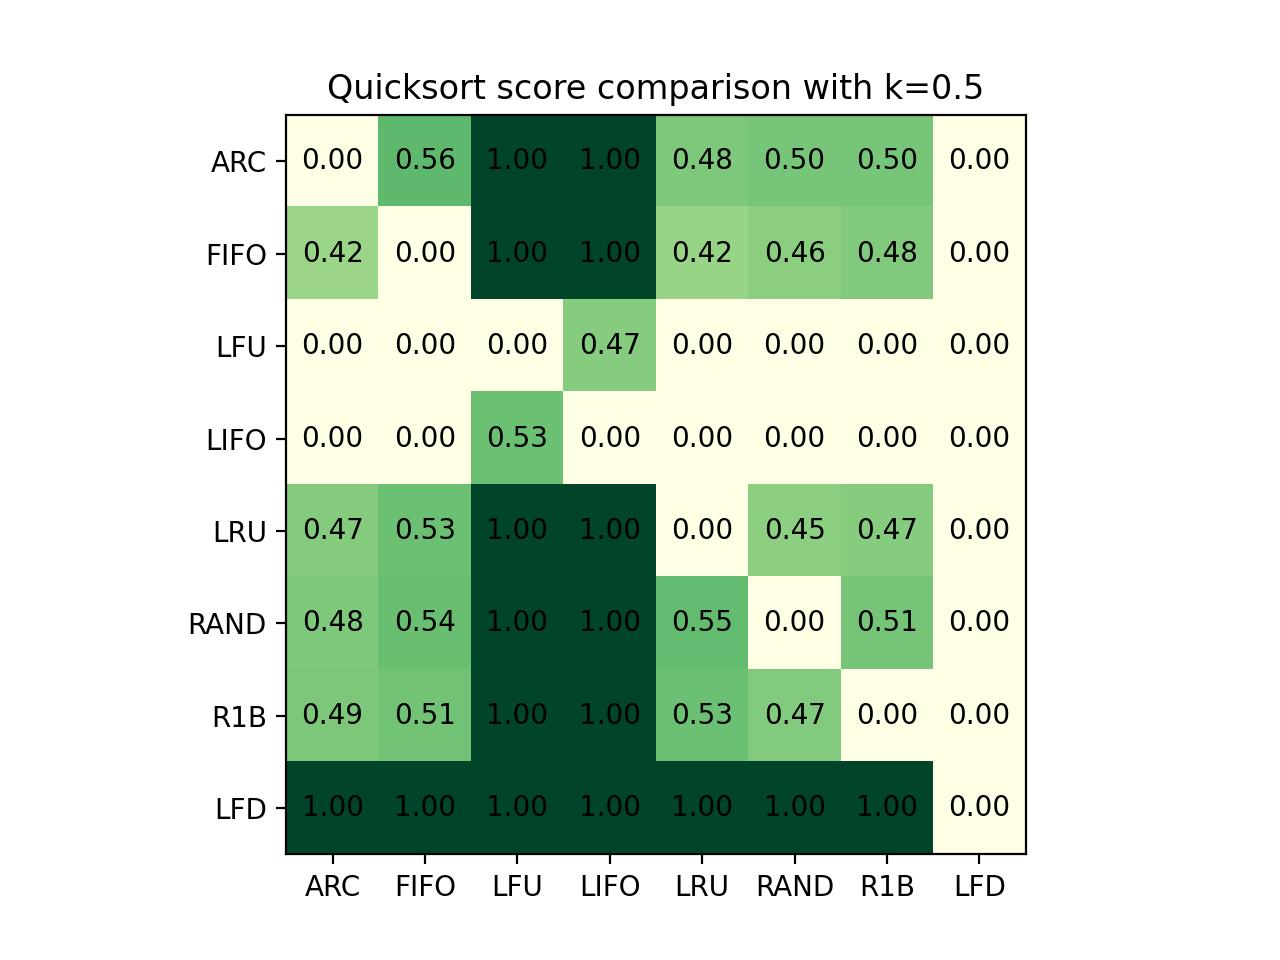 Quicksort score comparison with k=0.5
ARC 0.00 0.56 1.00 1.00 0.48 0.50 0.50 0.00
FIFO 0.42 0.00 1.00 1.00 0.42 0.46 0.48 0.00
LFU 0.00 0.00 0.00 0.47 0.00 0.00 0.00 0.00
LIFO 0.00 0.00 0.53 0.00 0.00 0.00 0.00 0.00
LRU 0.47 0.53 1.00 1.00 0.00 0.45 0.47 0.00
RAND 0.48 0.54 1.00 1.00 0.55 0.00 0.51 0.00
R1B 0.49 0.51 1.00 1.00 0.53 0.47 0.00 0.00
LFD 1.00 1.00 1.00 1.00 1.00 1.00 1.00 0.00
ARC FIFO LFU LIFO LRU RAND R1B LFD